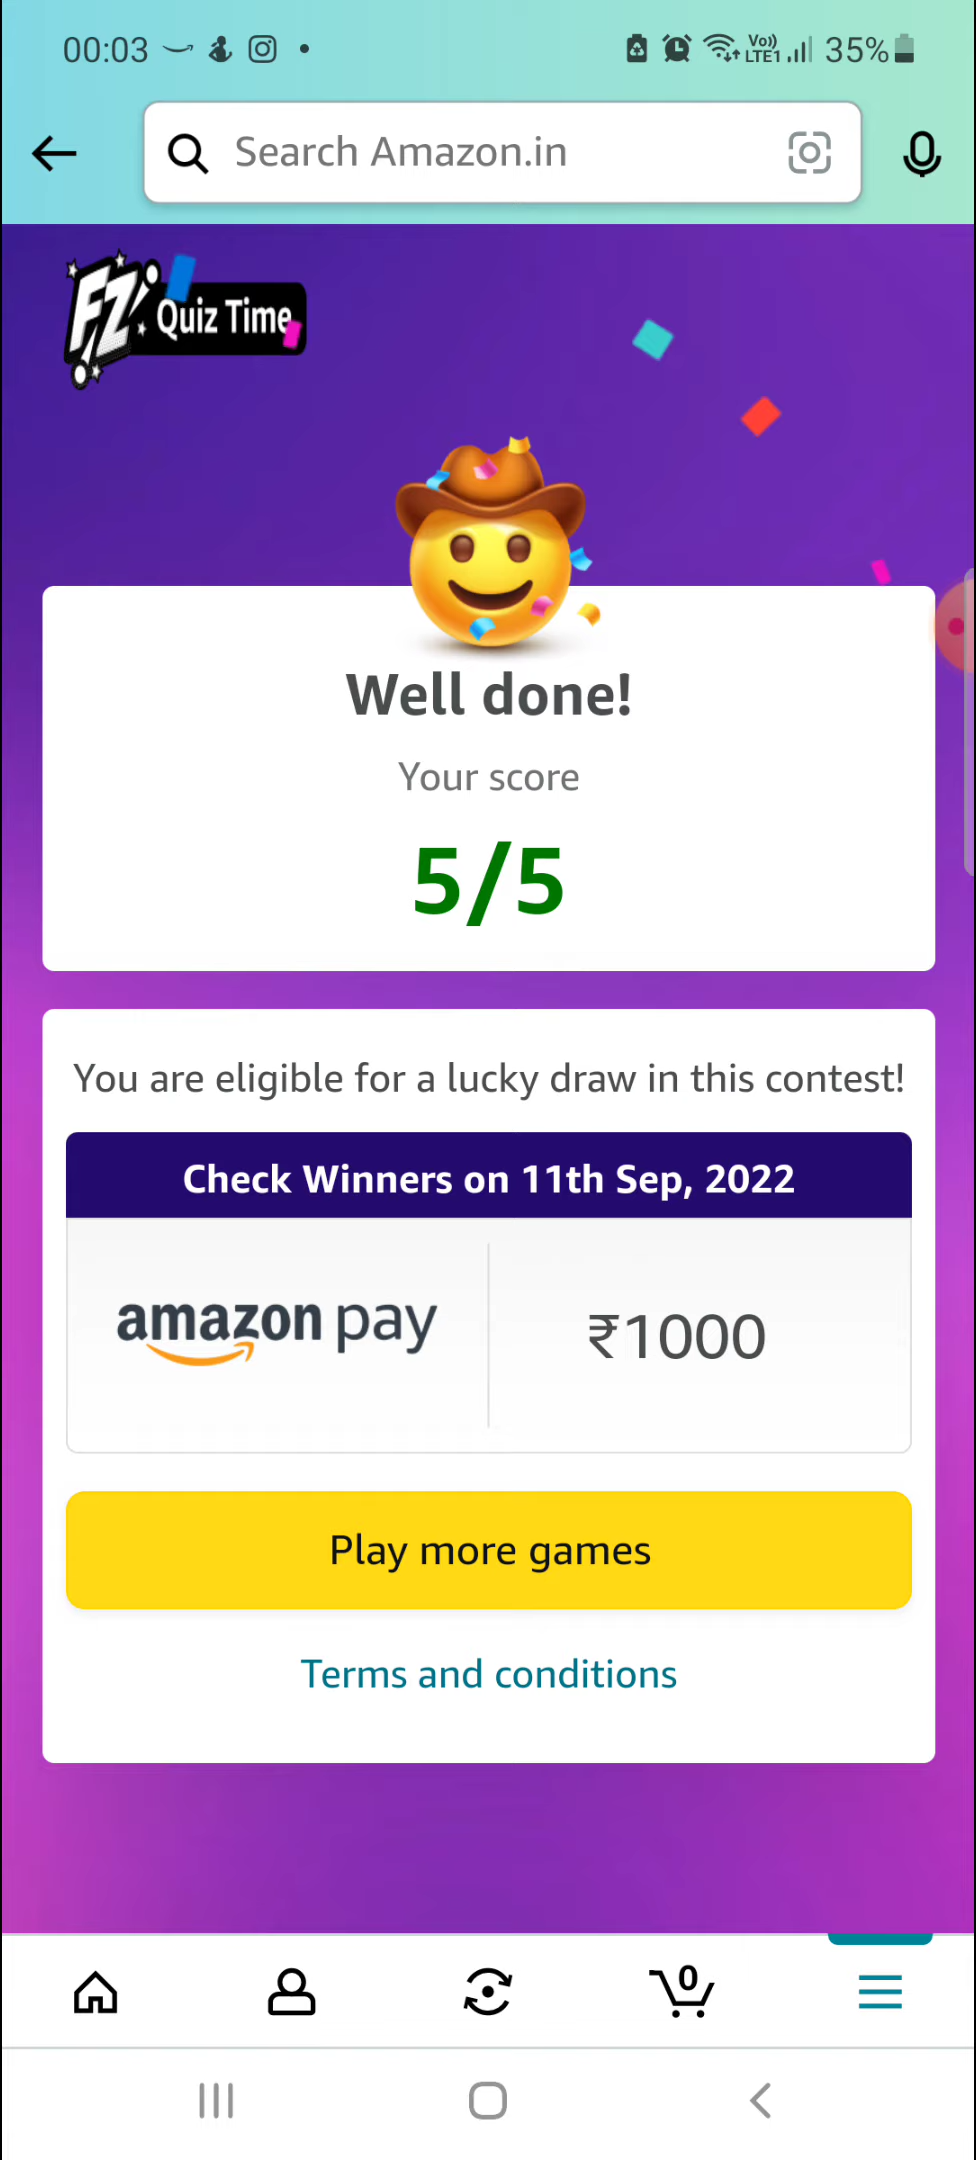 00:03
Vo))
LTE1
35%
Search Amazon.in
FZ Quiz Time
Well done!
Your score
5/5
You are eligible for a lucky draw in this contest!
Check Winners on 11th Sep, 2022
amazon pay
₹1000
Play more games
Terms and conditions
0